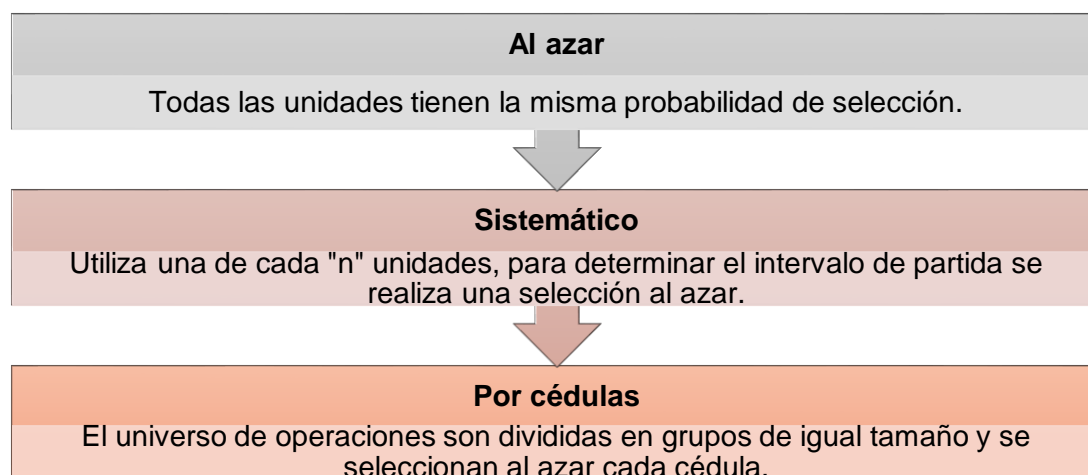 Al azar
Todas las unidades tienen la misma probabilidad de selección.
Sistemático
Utiliza una de cada "n" unidades, para determinar el intervalo de partida se
realiza una selección al azar.
Por cédulas
El universo de operaciones son divididas en grupos de igual tamaño y se
seleccionan al azar cada cédula.